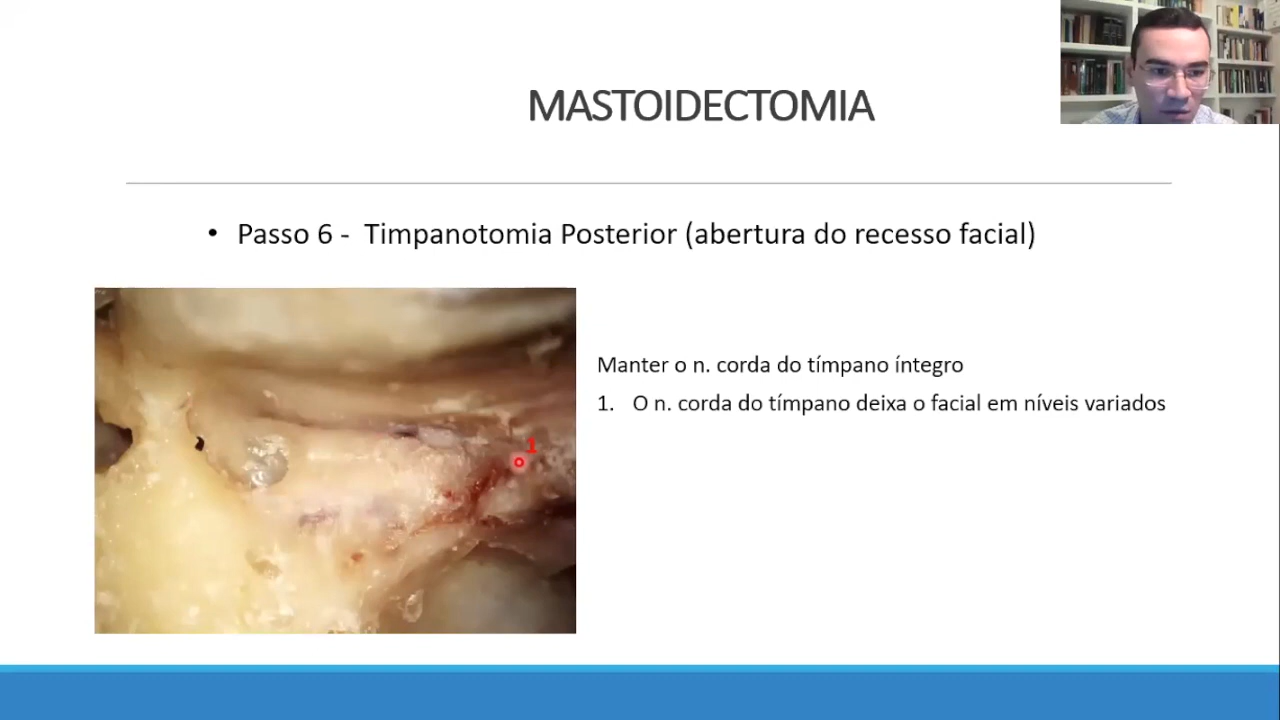 MASTOIDECTOMIA
• Passo 6 - Timpanotomia Posterior (abertura do recesso facial)
Manter o n. corda do tímpano íntegro
1. O n. corda do tímpano deixa o facial em níveis variados
1